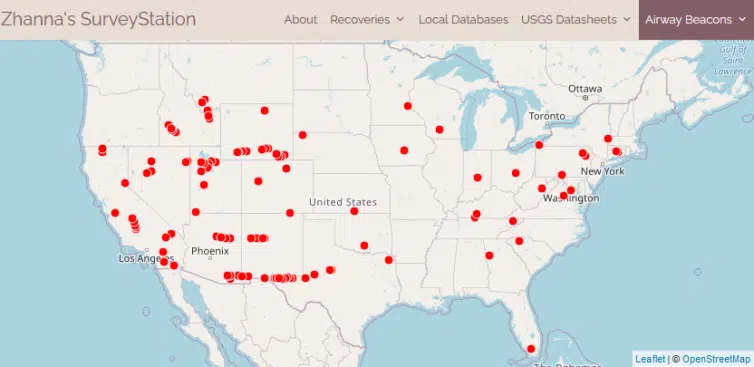 Zhanna's SurveyStation
About Recoveries Local Databases USGS Datasheets Airway Beacons
Gulf of
Saint
Lawrence
Ottawa
Toronto
New York
United States
Washington
Los Angeles
Phoenix
The Bahamas
Leaflet | © OpenStreetMap